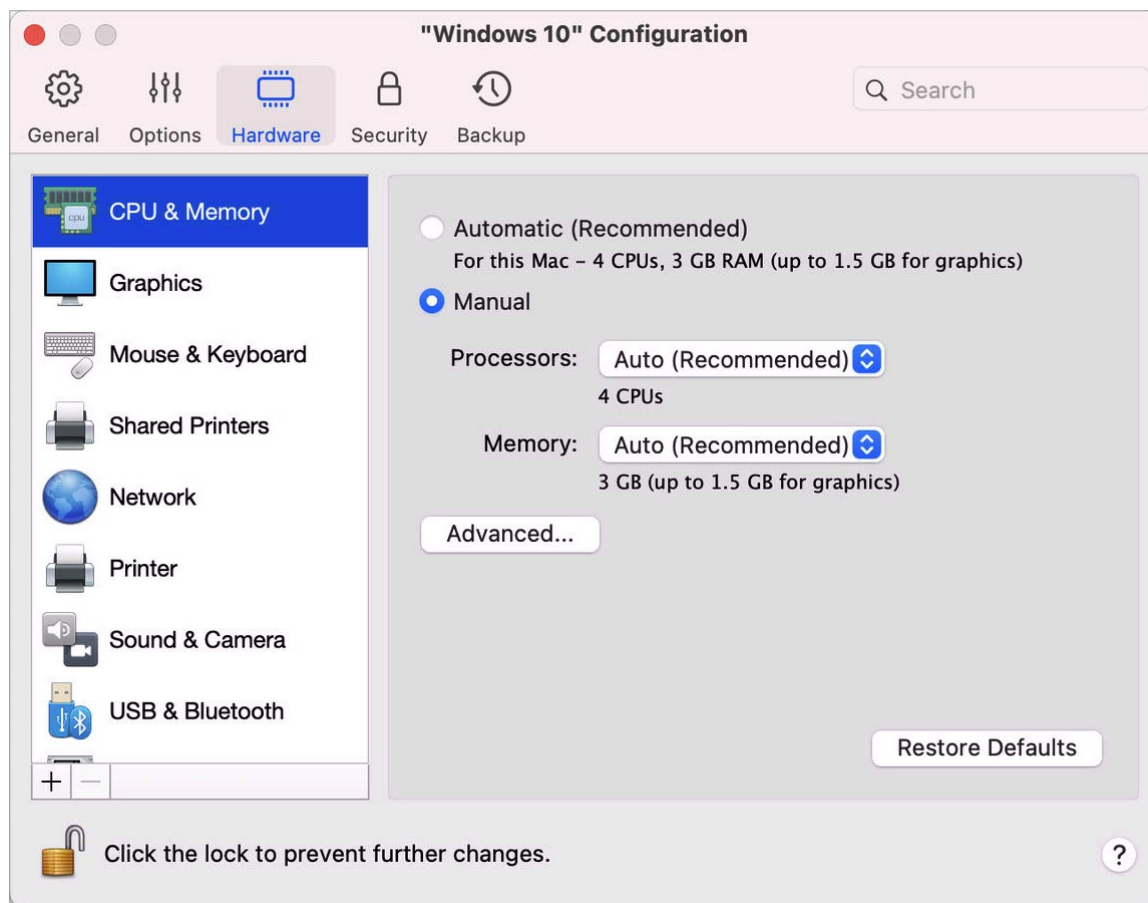 "Windows 10" Configuration
General Options Hardware Security Backup
Search
CPU & Memory
Graphics
Mouse & Keyboard
Shared Printers
Network
Printer
Sound & Camera
USB & Bluetooth
Automatic (Recommended)
For this Mac – 4 CPUs, 3 GB RAM (up to 1.5 GB for graphics)
Manual
Processors: Auto (Recommended)
4 CPUs
Memory: Auto (Recommended)
3 GB (up to 1.5 GB for graphics)
Advanced...
Restore Defaults
Click the lock to prevent further changes.
?